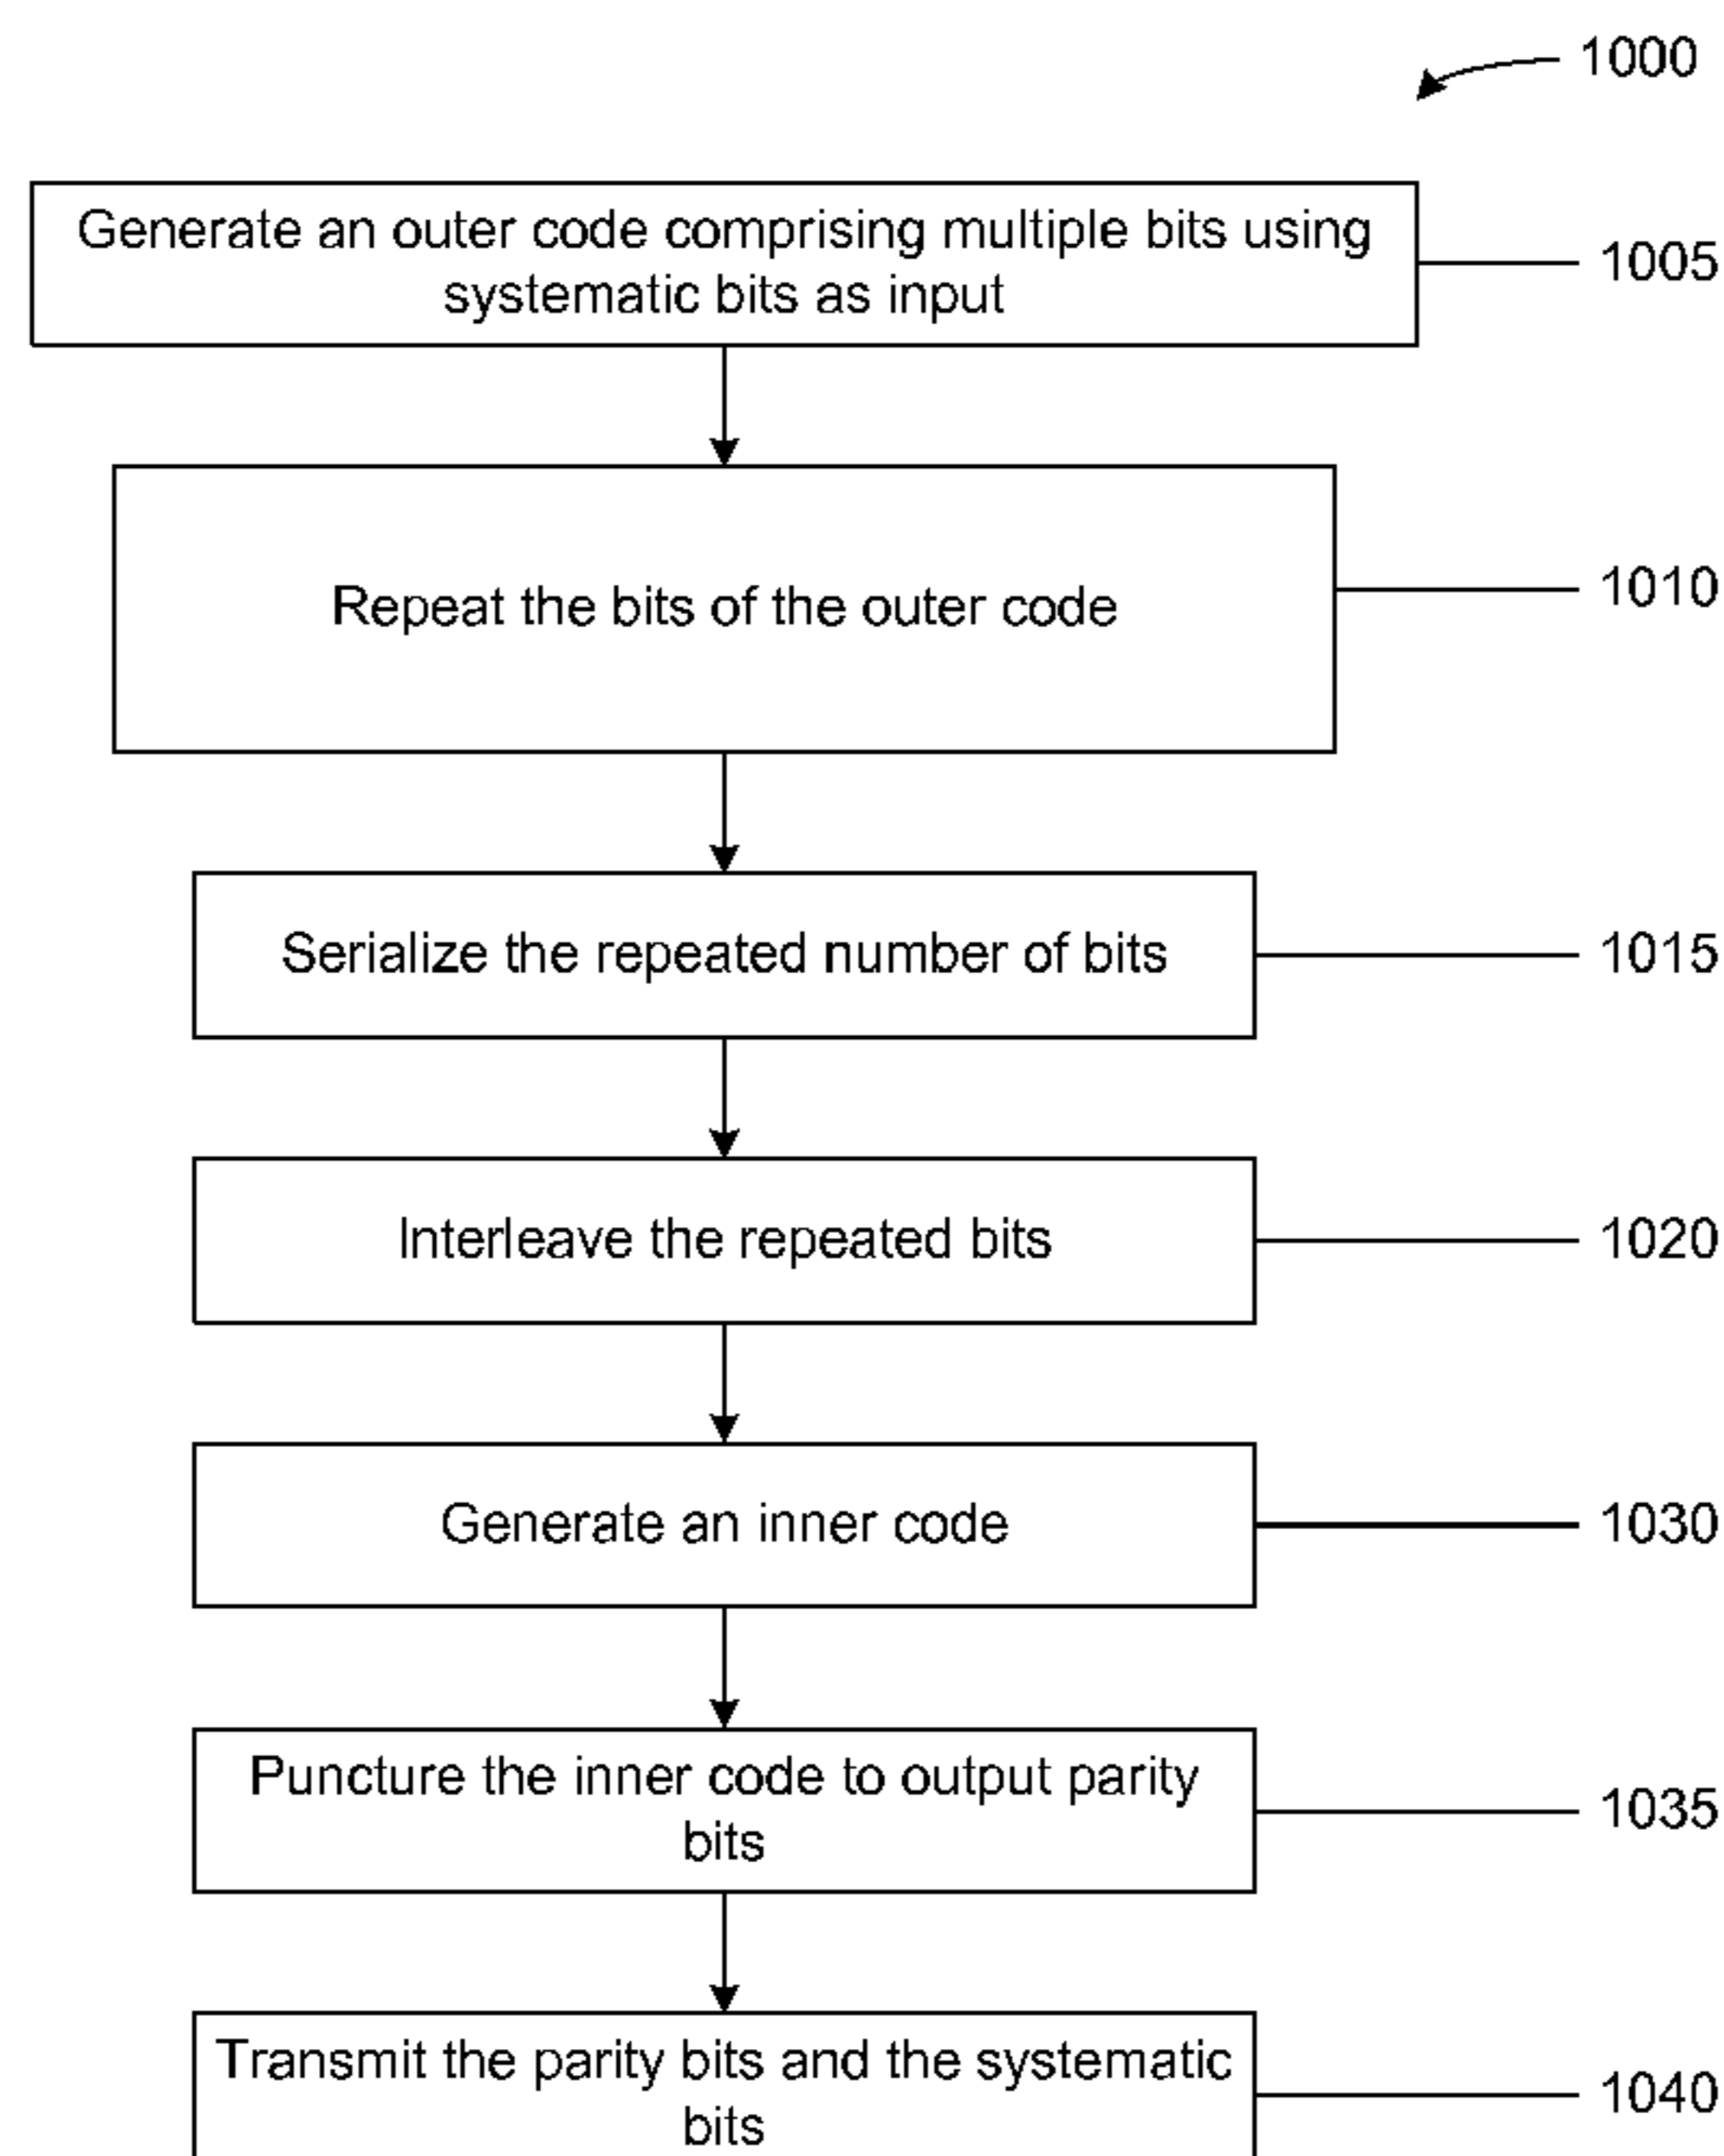 1000
Generate an outer code comprising multiple bits using
systematic bits as input
1005
Repeat the bits of the outer code
1010
Serialize the repeated number of bits
1015
Interleave the repeated bits
1020
Generate an inner code
1030
Puncture the inner code to output parity
bits
1035
Transmit the parity bits and the systematic
bits
1040